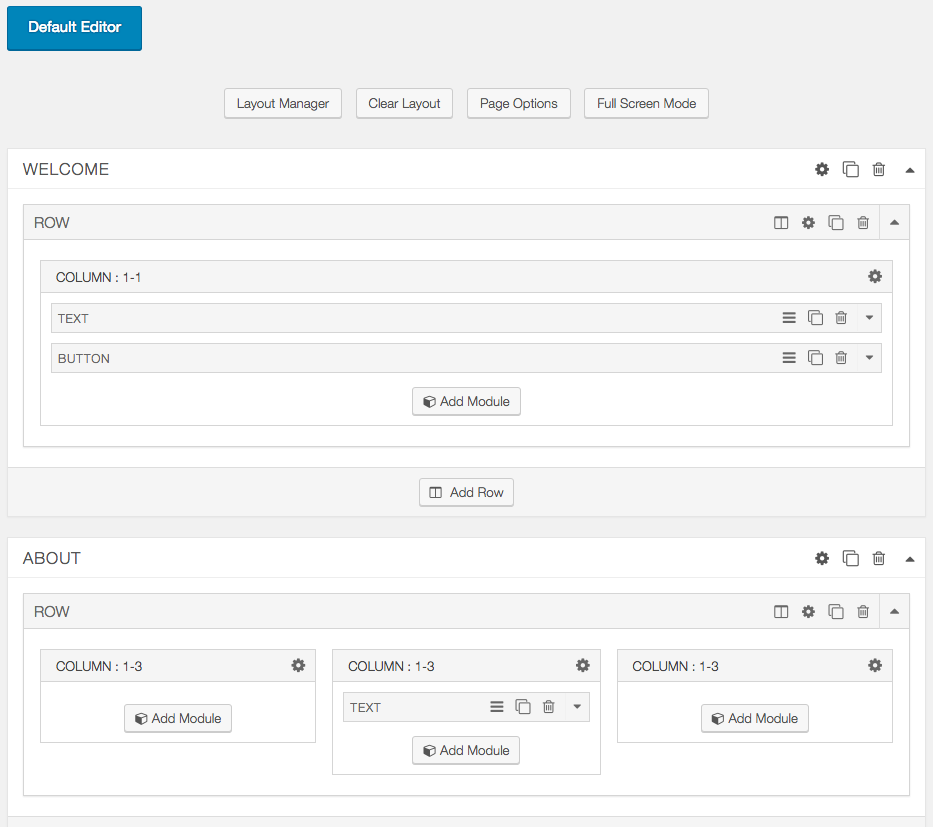 Default Editor
Layout Manager Clear Layout Page Options Full Screen Mode
WELCOME
ROW
COLUMN : 1-1
TEXT
BUTTON
Add Module
Add Row
ABOUT
ROW
COLUMN : 1-3 COLUMN : 1-3 COLUMN : 1-3
TEXT
Add Module Add Module
Add Module